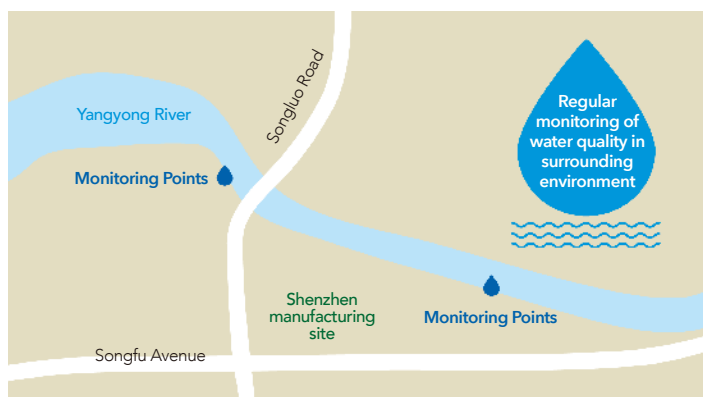 Yangyong River
Songluo Road
Monitoring Points
Regular
monitoring of
water quality in
surrounding
environment
Shenzhen
manufacturing
site
Monitoring Points
Songfu Avenue